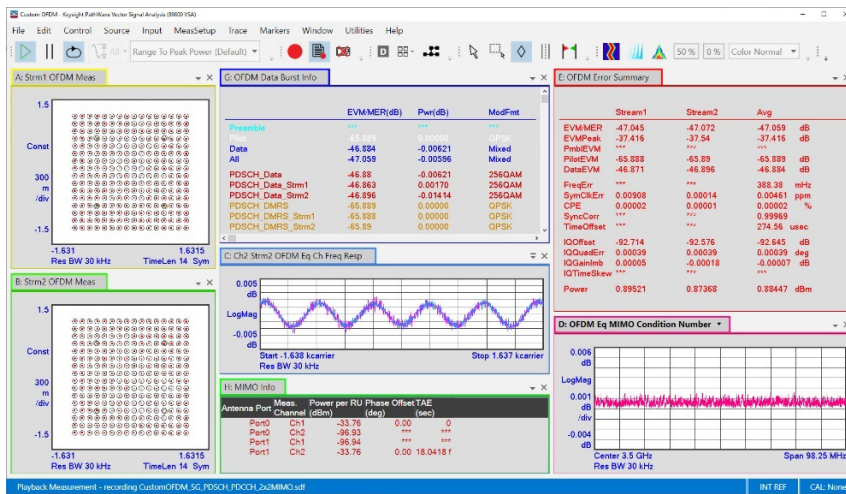 Custom OFDM - Keysight PathWave Vector Signal Analysis (89600 VSA)
File Edit Control Source Input MeasSetup Trace Markers Window Utilities Help
All Range To Peak Power (Default) 50 % 0 % Color Normal
A: Strm1 OFDM Meas
1.5
Const
300
m
/div
-1.5
-1.631 1.6315
Res BW 30 kHz TimeLen 14 Sym
B: Strm2 OFDM Meas
1.5
Const
300
m
/div
-1.5
-1.631 1.6315
Res BW 30 kHz TimeLen 14 Sym
G: OFDM Data Burst Info
EVM/MER(dB) Pwr(dB) ModFmt
Preamble *** *** ***
Pilot -65.889 0.00000 QPSK
Data -46.884 -0.00621 Mixed
All -47.059 -0.00596 Mixed
PDSCH_Data -46.88 -0.00621 256QAM
PDSCH_Data_Strm1 -46.863 0.00170 256QAM
PDSCH_Data_Strm2 -46.896 -0.01414 256QAM
PDSCH_DMRS -65.889 0.00000 QPSK
PDSCH_DMRS_Strm1 -65.888 0.00000 QPSK
PDSCH_DMRS_Strm2 -65.89 0.00000 QPSK
C: Ch2 Strm2 OFDM Eq Ch Freq Resp
0.005
dB
LogMag
-0.005
dB
Start -1.638 kcarrier Stop 1.637 kcarrier
Res BW 30 kHz
H: MIMO Info
Antenna Port Meas. Channel Power per RU (dBm) Phase Offset (deg) TAE (sec)
Port0 Ch1 -33.76 0.00 0
Port0 Ch2 -96.93 *** ***
Port1 Ch1 -96.94 *** ***
Port1 Ch2 -33.76 0.00 18.0418 f
E: OFDM Error Summary
Stream1 Stream2 Avg
EVM/MER -47.045 -47.072 -47.059 dB
EVMPeak -37.416 -37.54 -37.416 dB
PmblEVM *** *** ***
PilotEVM -65.888 -65.89 -65.889 dB
DataEVM -46.871 -46.896 -46.884 dB
FreqErr *** *** 388.38 mHz
SymClkErr 0.00908 0.00014 0.00461 ppm
CPE 0.00002 0.00001 0.00002 %
SyncCorr *** *** 0.99969
TimeOffset *** *** 274.56 usec
IQOffset -92.714 -92.576 -92.645 dB
IQQuadErr 0.00039 0.00039 0.00039 deg
IQGainImb 0.00005 -0.00018 -0.00007 dB
IQTimeSkew *** *** ***
Power 0.89521 0.87368 0.88447 dBm
D: OFDM Eq MIMO Condition Number
0.006
dB
LogMag
0.001
dB
/div
-0.004
dB
Center 3.5 GHz Span 98.25 MHz
Res BW 30 kHz
Playback Measurement - recording CustomOFDM_5G_PDSCH_PDCCH_2x2MIMO.sdf INT REF CAL: None